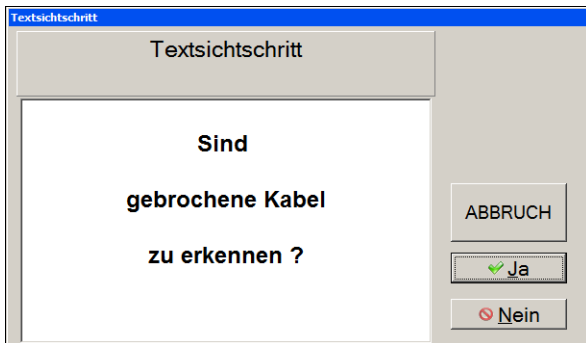 Textsichtschritt
Textsichtschritt
Sind
gebrochene Kabel
zu erkennen ?
ABBRUCH
Ja
Nein